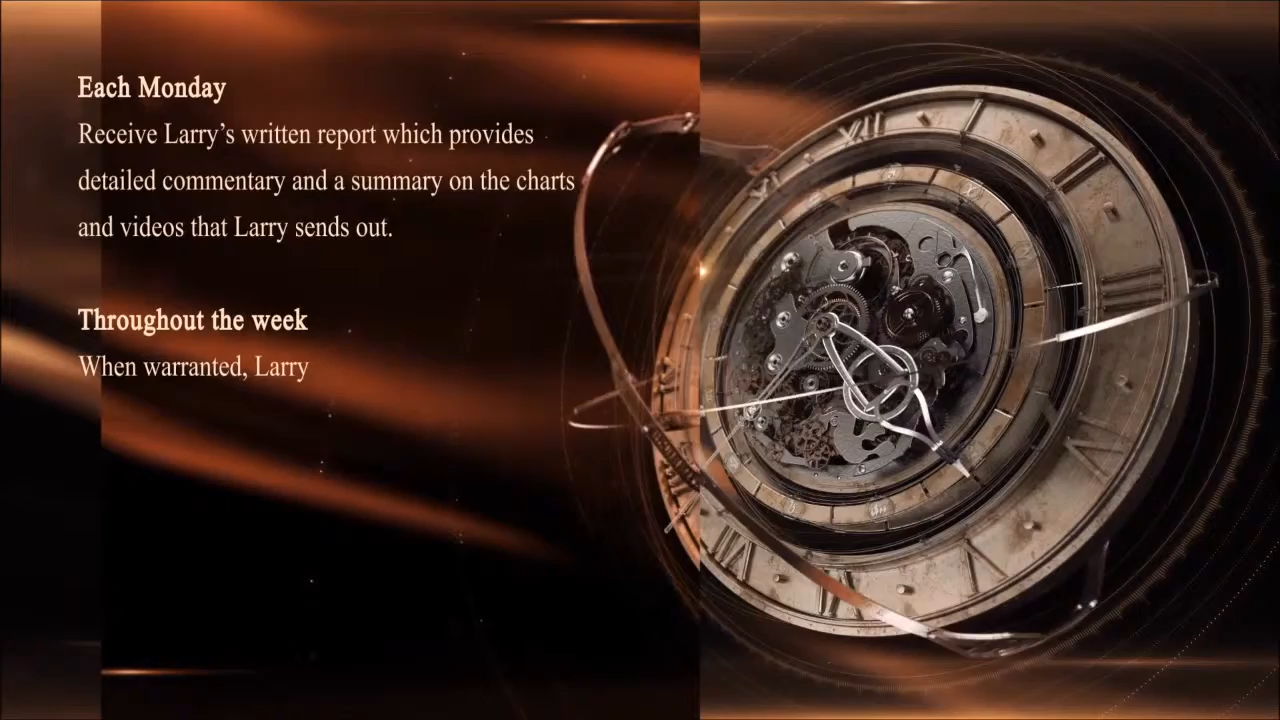 Each Monday
Receive Larry’s written report which provides
detailed commentary and a summary on the charts
and videos that Larry sends out.
Throughout the week
When warranted, Larry
XII